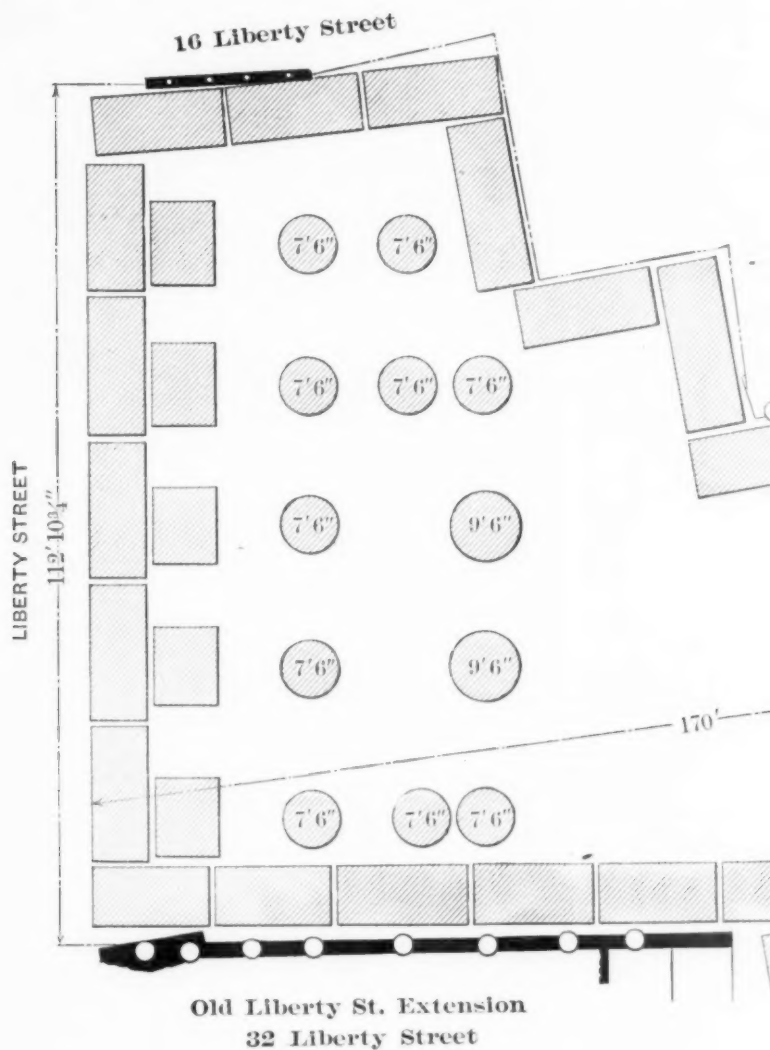 16 Liberty Street
7'6" 7'6"
7'6" 7'6" 7'6"
LIBERTY STREET
112'10¾"
7'6" 9'6"
7'6" 9'6"
170'
7'6" 7'6" 7'6"
Old Liberty St. Extension
32 Liberty Street